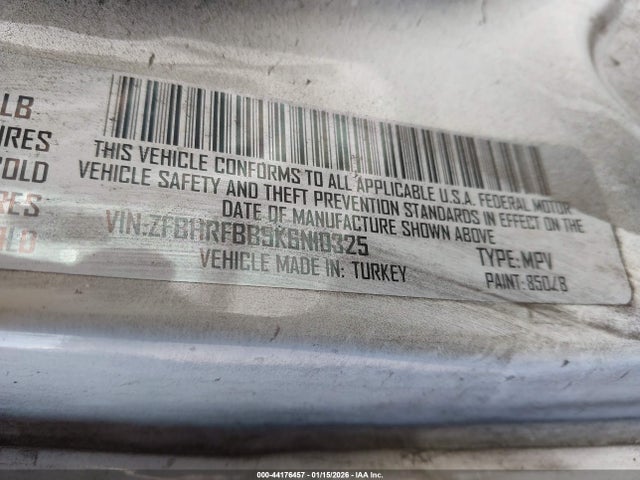 LB
IRES
COLD
RES
THIS VEHICLE CONFORMS TO ALL APPLICABLE U.S.A. FEDERAL MOTOR
VEHICLE SAFETY AND THEFT PREVENTION STANDARDS IN EFFECT ON THE
DATE OF MANUFACTURE SHOWN ABOVE
VIN:ZFBHRFBB5K6N10325
TYPE:MPV
VEHICLE MADE IN: TURKEY
PAINT:
000-44176457 - 01/15/2026 - IAA Inc.